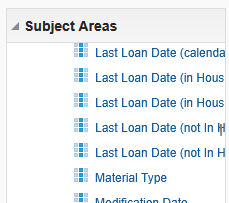 Subject Areas
Last Loan Date (calenda
Last Loan Date (in Hous
Last Loan Date (in Hous
Last Loan Date (not In H
Last Loan Date (not In H
Material Type
Modification Date